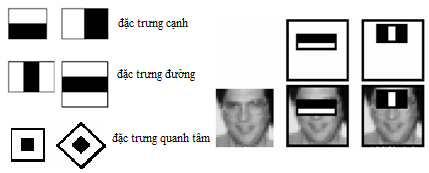 đặc trưng cạnh
đặc trưng đường
đặc trưng quanh tâm